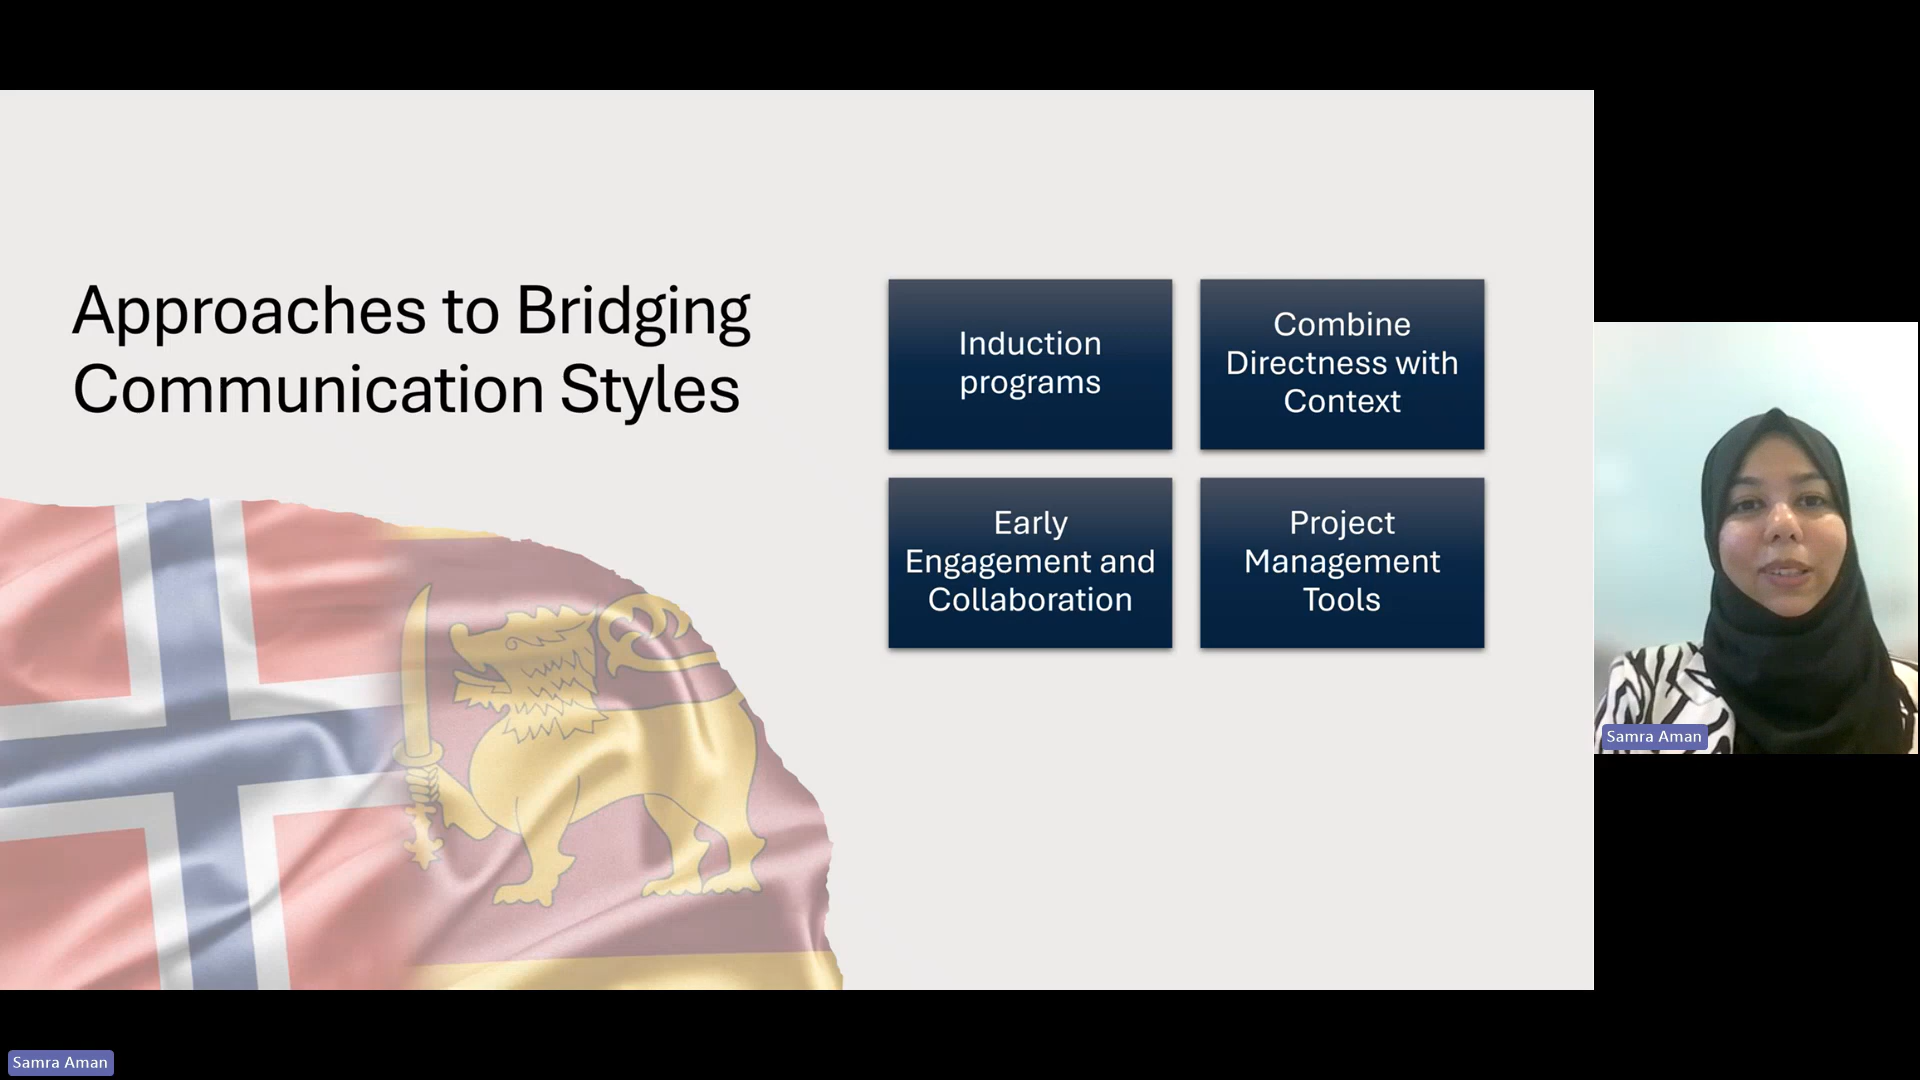 Approaches to Bridging
Communication Styles
Induction
programs
Combine
Directness with
Context
Early
Engagement and
Collaboration
Project
Management
Tools
Samra Aman
Samra Aman